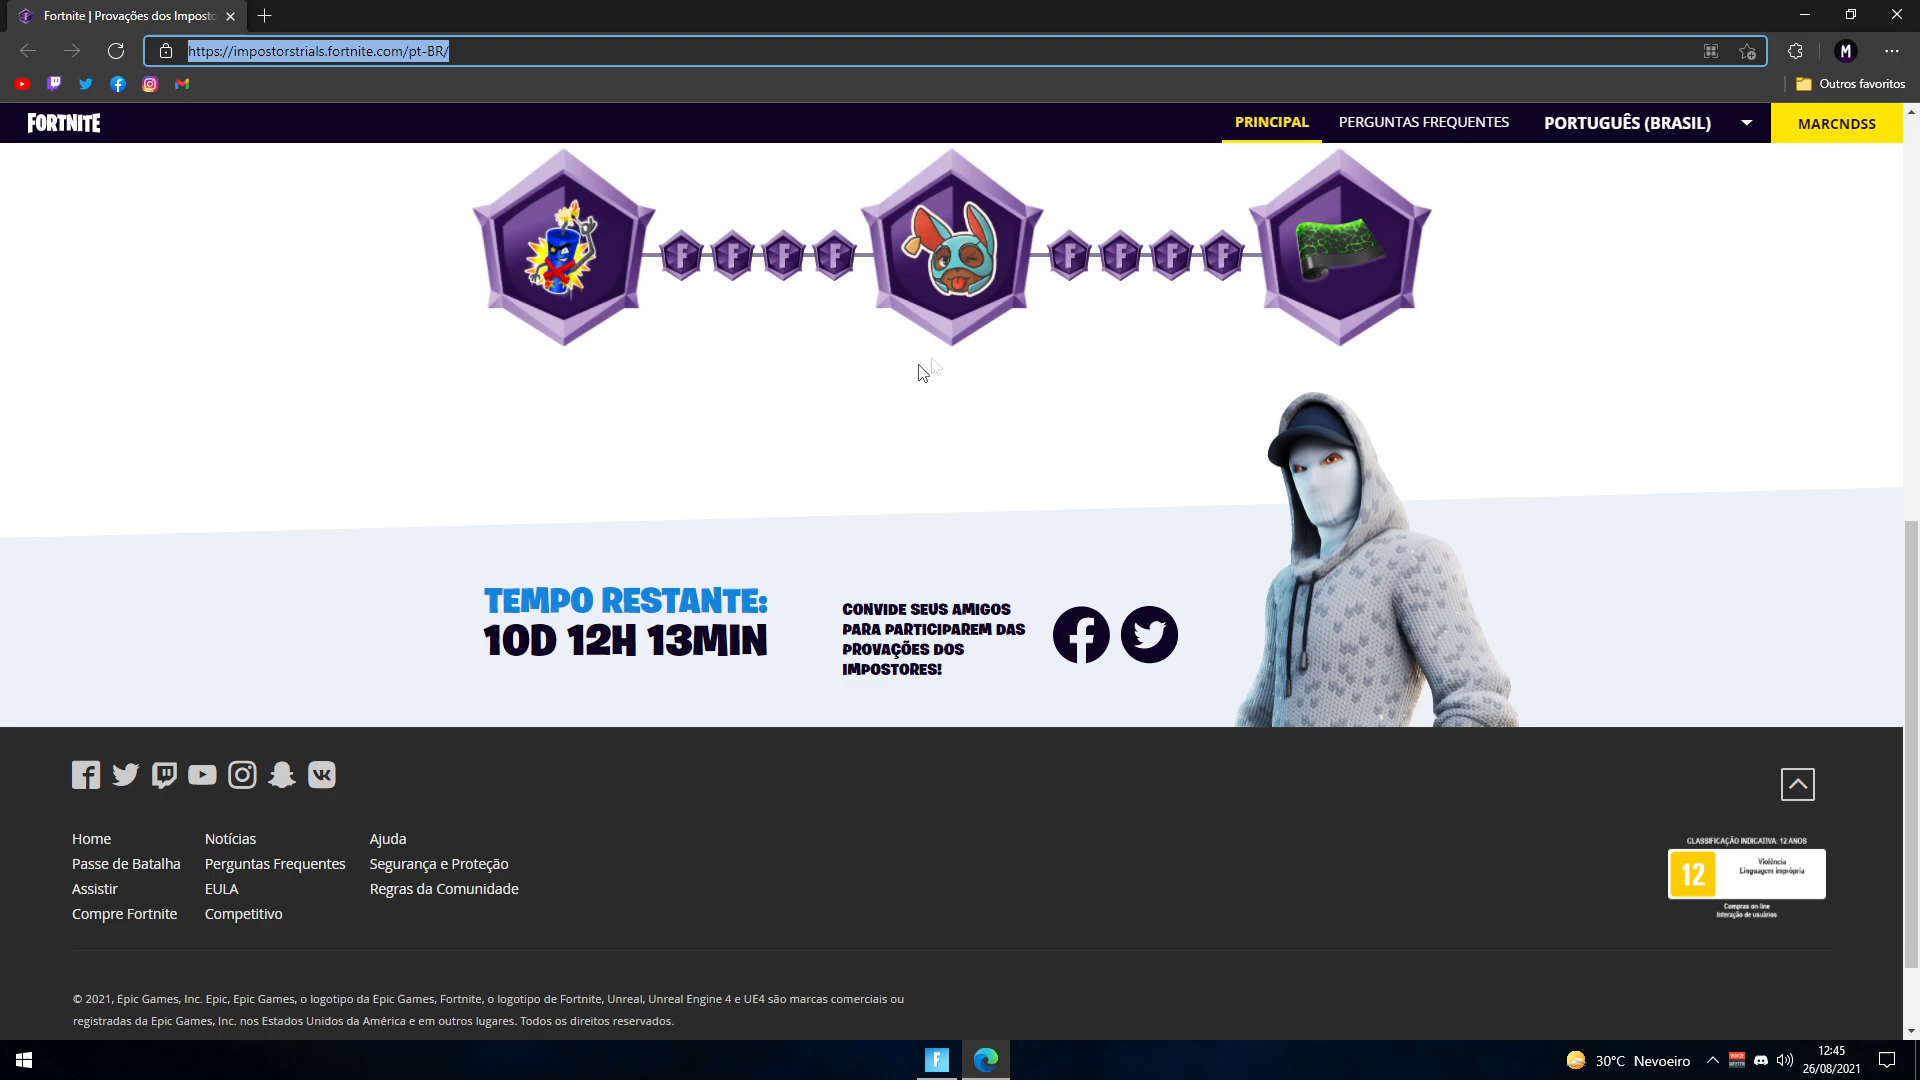 Fortnite | Provações dos Imposto
https://impostorstrials.fortnite.com/pt-BR/
M
Outros favoritos
FORTNITE
PRINCIPAL
PERGUNTAS FREQUENTES
PORTUGUÊS (BRASIL)
MARCNDSS
F F F F
F F F F
TEMPO RESTANTE:
10D 12H 13MIN
CONVIDE SEUS AMIGOS
PARA PARTICIPAREM DAS
PROVAÇÕES DOS
IMPOSTORES!
Home
Passe de Batalha
Assistir
Compre Fortnite
Notícias
Perguntas Frequentes
EULA
Competitivo
Ajuda
Segurança e Proteção
Regras da Comunidade
CLASSIFICAÇÃO INDICATIVA: 12 ANOS
12
Violência
Linguagem imprópria
Compras on-line
Interação de usuários
© 2021, Epic Games, Inc. Epic, Epic Games, o logotipo da Epic Games, Fortnite, o logotipo de Fortnite, Unreal, Unreal Engine 4 e UE4 são marcas comerciais ou
registradas da Epic Games, Inc. nos Estados Unidos da América e em outros lugares. Todos os direitos reservados.
F
30°C Nevoeiro
12:45
26/08/2021